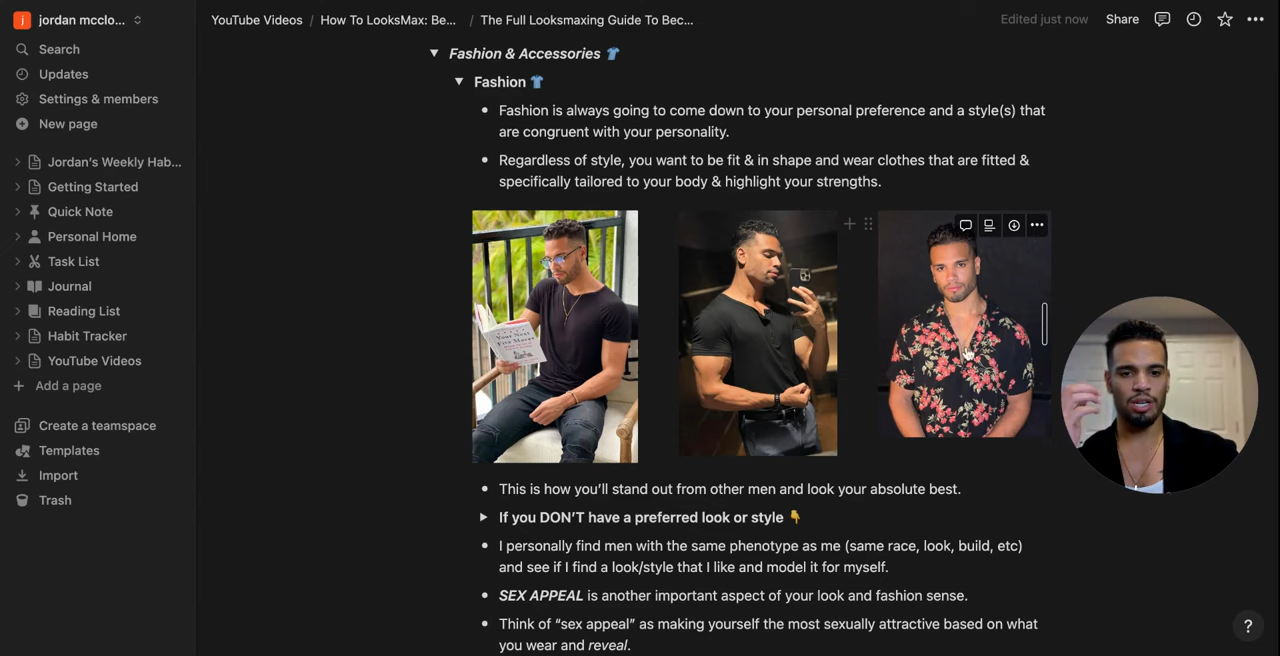 j jordan mcclo...
Search
Updates
Settings & members
New page
Jordan's Weekly Hab...
Getting Started
Quick Note
Personal Home
Task List
Journal
Reading List
Habit Tracker
YouTube Videos
Add a page
Create a teamspace
Templates
Import
Trash
YouTube Videos / How To LooksMax: Be... / The Full Looksmaxing Guide To Bec...
Edited just now Share
Fashion & Accessories 👕
Fashion 👕
• Fashion is always going to come down to your personal preference and a style(s) that
are congruent with your personality.
• Regardless of style, you want to be fit & in shape and wear clothes that are fitted &
specifically tailored to your body & highlight your strengths.
Your Next
Five Moves
• This is how you'll stand out from other men and look your absolute best.
If you DON'T have a preferred look or style 👇
• I personally find men with the same phenotype as me (same race, look, build, etc)
and see if I find a look/style that I like and model it for myself.
• SEX APPEAL is another important aspect of your look and fashion sense.
• Think of "sex appeal" as making yourself the most sexually attractive based on what
you wear and reveal.
?